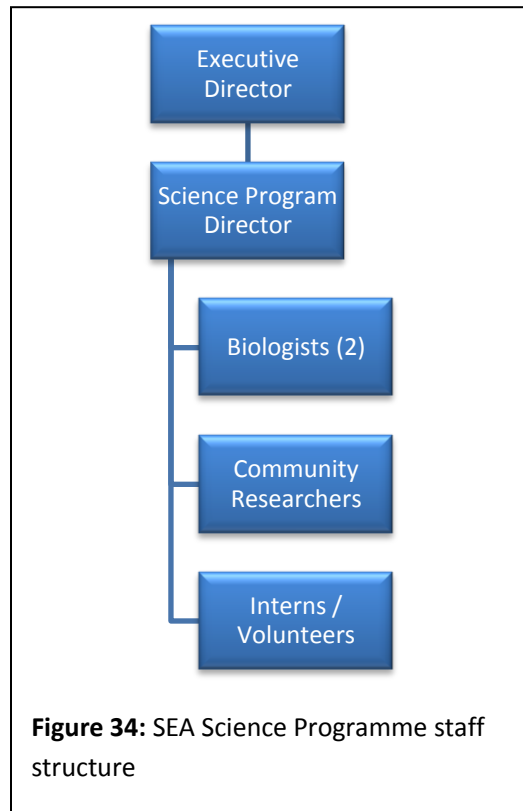 Executive
Director
Science Program
Director
Biologists (2)
Community
Researchers
Interns /
Volunteers
Figure 34: SEA Science Programme staff
structure